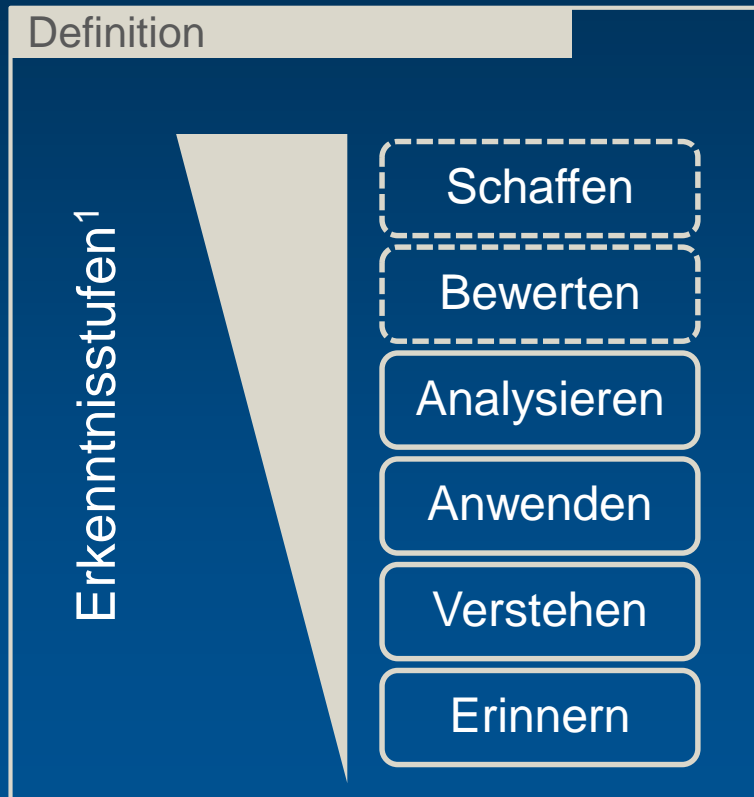 Definition
Erkenntnisstufen¹
Schaffen
Bewerten
Analysieren
Anwenden
Verstehen
Erinnern